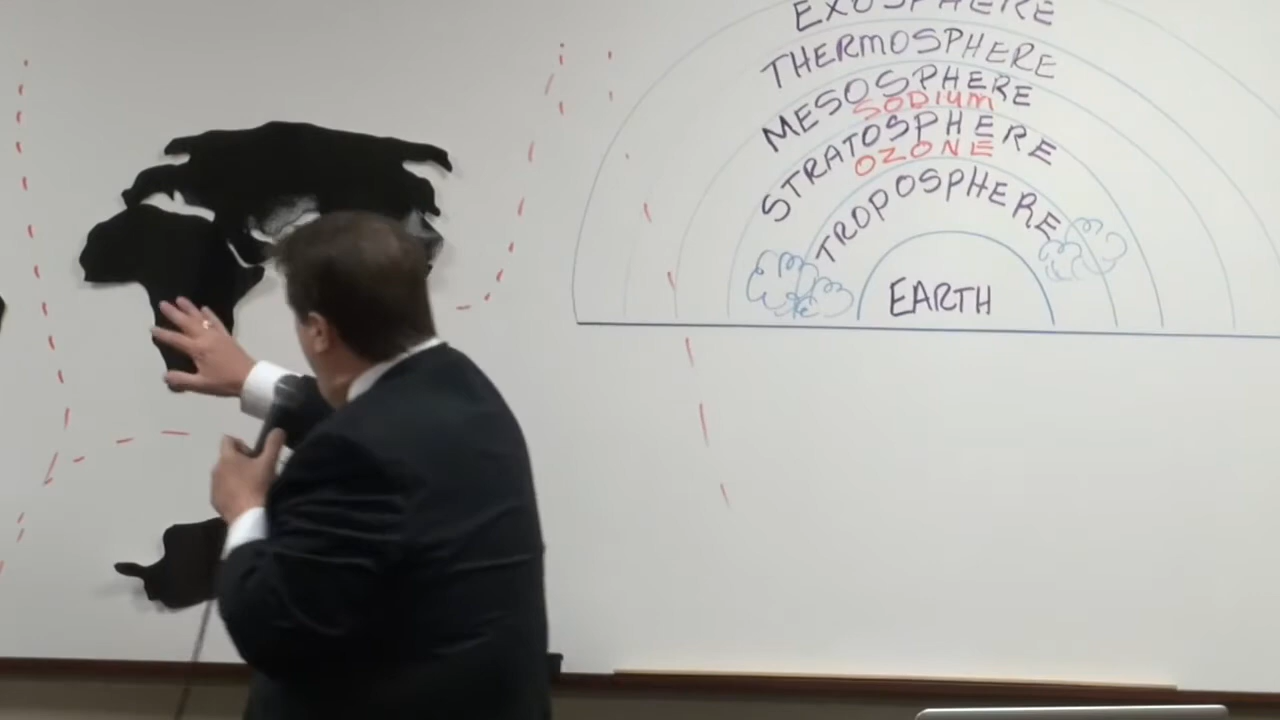 EXOSPHERE
THERMOSPHERE
MESOSPHERE
SODIUM
STRATOSPHERE
OZONE
TROPOSPHERE
EARTH